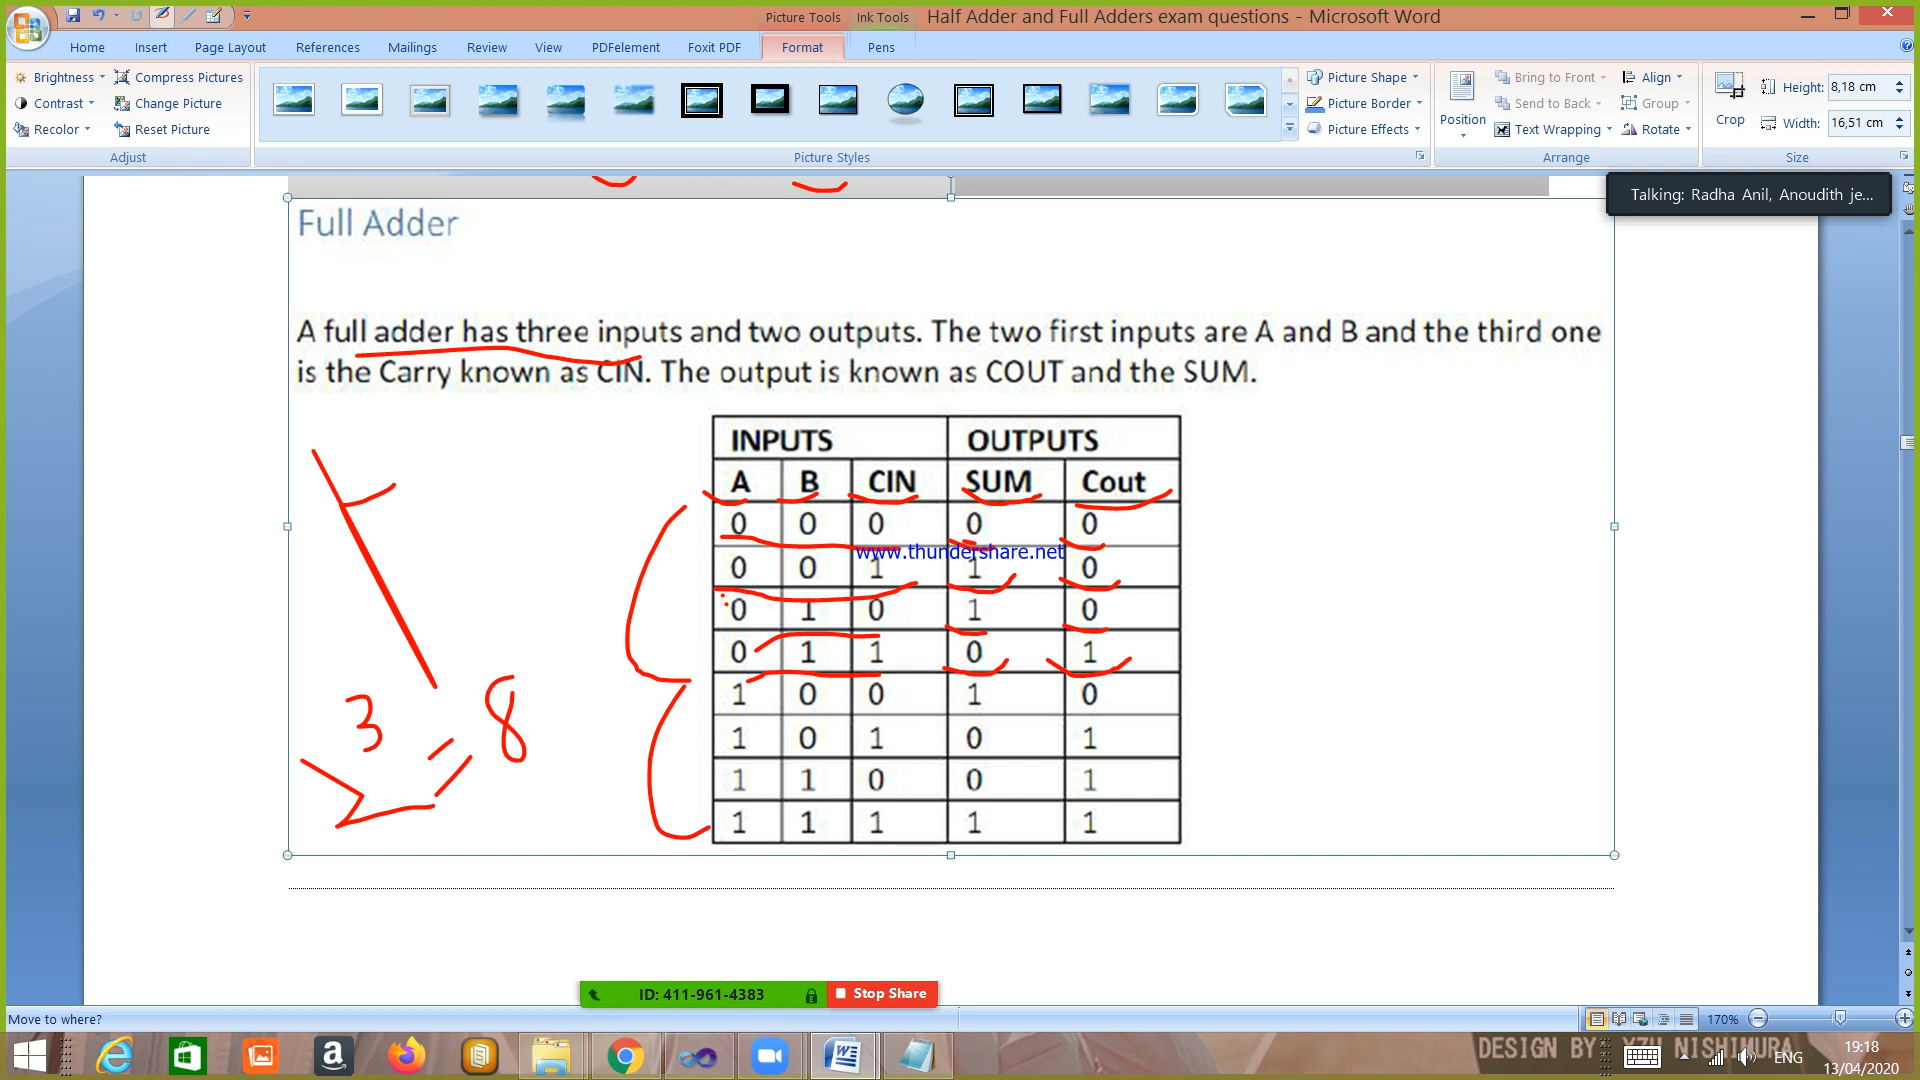 Picture Tools Ink Tools Half Adder and Full Adders exam questions - Microsoft Word
Home Insert Page Layout References Mailings Review View PDFelement Foxit PDF Format Pens
Brightness Compress Pictures Picture Shape Bring to Front Align Height: 8,18 cm
Contrast Change Picture Picture Border Send to Back Group
Recolor Reset Picture Picture Effects Position Text Wrapping Rotate Crop Width: 16,51 cm
Adjust Picture Styles Arrange Size
Talking: Radha Anil, Anoudith je...
Full Adder
A full adder has three inputs and two outputs. The two first inputs are A and B and the third one
is the Carry known as CIN. The output is known as COUT and the SUM.
INPUTS OUTPUTS
A B CIN SUM Cout
0 0 0 0 0
www.thundershare.net
0 0 1 1 0
0 1 0 1 0
0 1 1 0 1
1 0 0 1 0
1 0 1 0 1
1 1 0 0 1
1 1 1 1 1
3
2 = 8
ID: 411-961-4383 Stop Share
Move to where? 170%
DESIGN BY: YZU NISHIMURA
ENG 19:18
13/04/2020